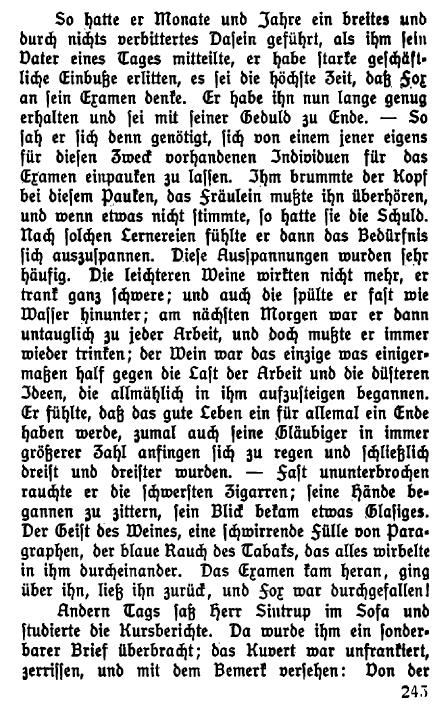 So hatte er Monate und Jahre ein breites und
durch nichts verbittertes Dasein geführt, als ihm sein
Vater eines Tages mitteilte, er habe starke geschäft-
liche Einbuße erlitten, es sei die höchste Zeit, daß Fox
an sein Examen denke. Er habe ihn nun lange genug
erhalten und sei mit seiner Geduld zu Ende. — So
sah er sich denn genötigt, sich von einem jener eigens
für diesen Zweck vorhandenen Individuen für das
Examen einpauken zu lassen. Ihm brummte der Kopf
bei diesem Pauken, das Fräulein mußte ihn überhören,
und wenn etwas nicht stimmte, so hatte sie die Schuld.
Nach solchen Lernereien fühlte er dann das Bedürfnis
sich auszuspannen. Diese Ausspannungen wurden sehr
häufig. Die leichteren Weine wirkten nicht mehr, er
trank ganz schwere; und auch die spülte er fast wie
Wasser hinunter; am nächsten Morgen war er dann
untauglich zu jeder Arbeit, und doch mußte er immer
wieder trinken; der Wein war das einzige was einiger-
maßen half gegen die Last der Arbeit und die düsteren
Ideen, die allmählich in ihm aufzusteigen begannen.
Er fühlte, daß das gute Leben ein für allemal ein Ende
haben werde, zumal auch seine Gläubiger in immer
größerer Zahl anfingen sich zu regen und schließlich
dreist und dreister wurden. — Fast ununterbrochen
rauchte er die schwersten Zigarren; seine Hände be-
gannen zu zittern, sein Blick bekam etwas Glasiges.
Der Geist des Weines, eine schwirrende Fülle von Para-
graphen, der blaue Rauch des Tabaks, das alles wirbelte
in ihm durcheinander. Das Examen kam heran, ging
über ihn, ließ ihn zurück, und Fox war durchgefallen!
Andern Tags saß Herr Sintrup im Sofa und
studierte die Kursberichte. Da wurde ihm ein sonder-
barer Brief überbracht; das Kuvert war unfrankiert,
zerrissen, und mit dem Bemerk versehen: Von der
245